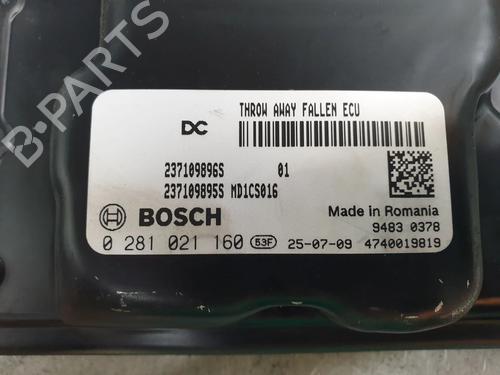 THROW AWAY FALLEN ECU
DC
237109896S 01
237109895S MD1CS016
BOSCH
Made in Romania
9483 0378
0 281 021 160 53F 25-07-09 4740019819
B-PARTS